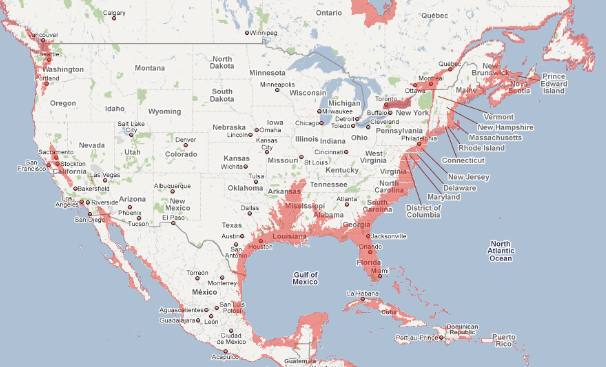 Calgary
Ontario
Québec
Vancouver
Winnipeg
Seattle
Washington
Portland
Montana
North
Dakota
Minnesota
Minneapolis
Québec
Montréal
Ottawa
New
Brunswick
Maine
Nova
Scotia
Prince
Edward
Island
Oregon
Idaho
Wyoming
South
Dakota
Wisconsin
Milwaukee
Michigan
Toronto
Buffalo
New York
Detroit
Chicago
Toledo
Cleveland
Vermont
New Hampshire
Massachusetts
Rhode Island
Connecticut
Salt Lake
City
Nevada
Utah
Denver
Colorado
Nebraska
Iowa
Omaha
Kansas
City
Illinois
Indiana
Ohio
Pennsylvania
Philadelphia
Sacramento
San
Francisco
Stockton
California
Bakersfield
Las Vegas
Kansas
Wichita
Missouri
St Louis
Cincinnati
West
Virginia
Kentucky
Virginia
New Jersey
Delaware
Maryland
District of
Columbia
Los
Angeles
Riverside
San Diego
Arizona
Phoenix
Tucson
Albuquerque
New
Mexico
El Paso
Tulsa
Oklahoma
Arkansas
Tennessee
North
Carolina
South
Carolina
Atlanta
Mississippi
Alabama
Georgia
Dallas
Texas
Austin
San
Antonio
Houston
Louisiana
Jacksonville
Orlando
Florida
Miami
North
Atlantic
Ocean
Gulf of
Mexico
Torreon
Monterrey
México
La Habana
Cuba
Aguascalientes
San Luis
Potosí
Guadalajara
León
Ciudad
de México
Acapulco
Port-au-Prince
Dominican
Republic
Puerto
Rico
Guatemala